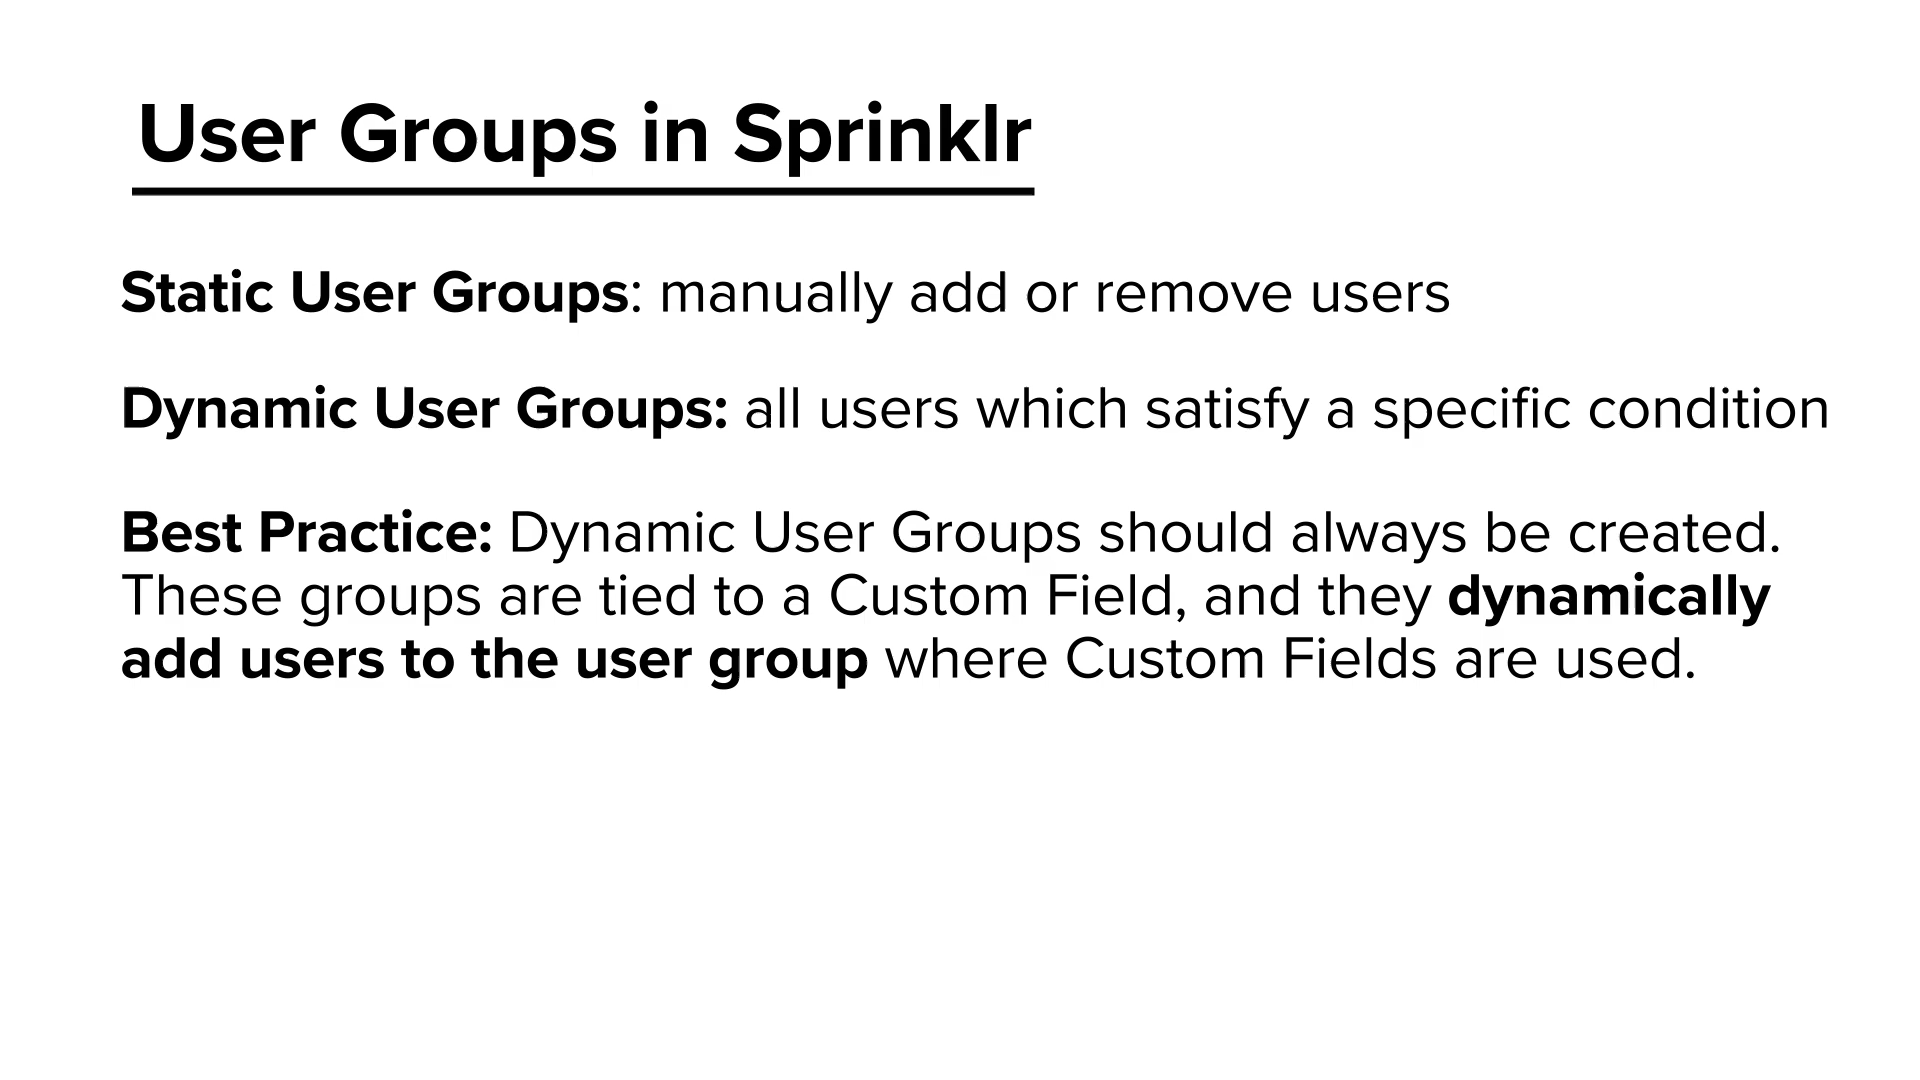 User Groups in Sprinklr
Static User Groups: manually add or remove users
Dynamic User Groups: all users which satisfy a specific condition
Best Practice: Dynamic User Groups should always be created.
These groups are tied to a Custom Field, and they dynamically
add users to the user group where Custom Fields are used.